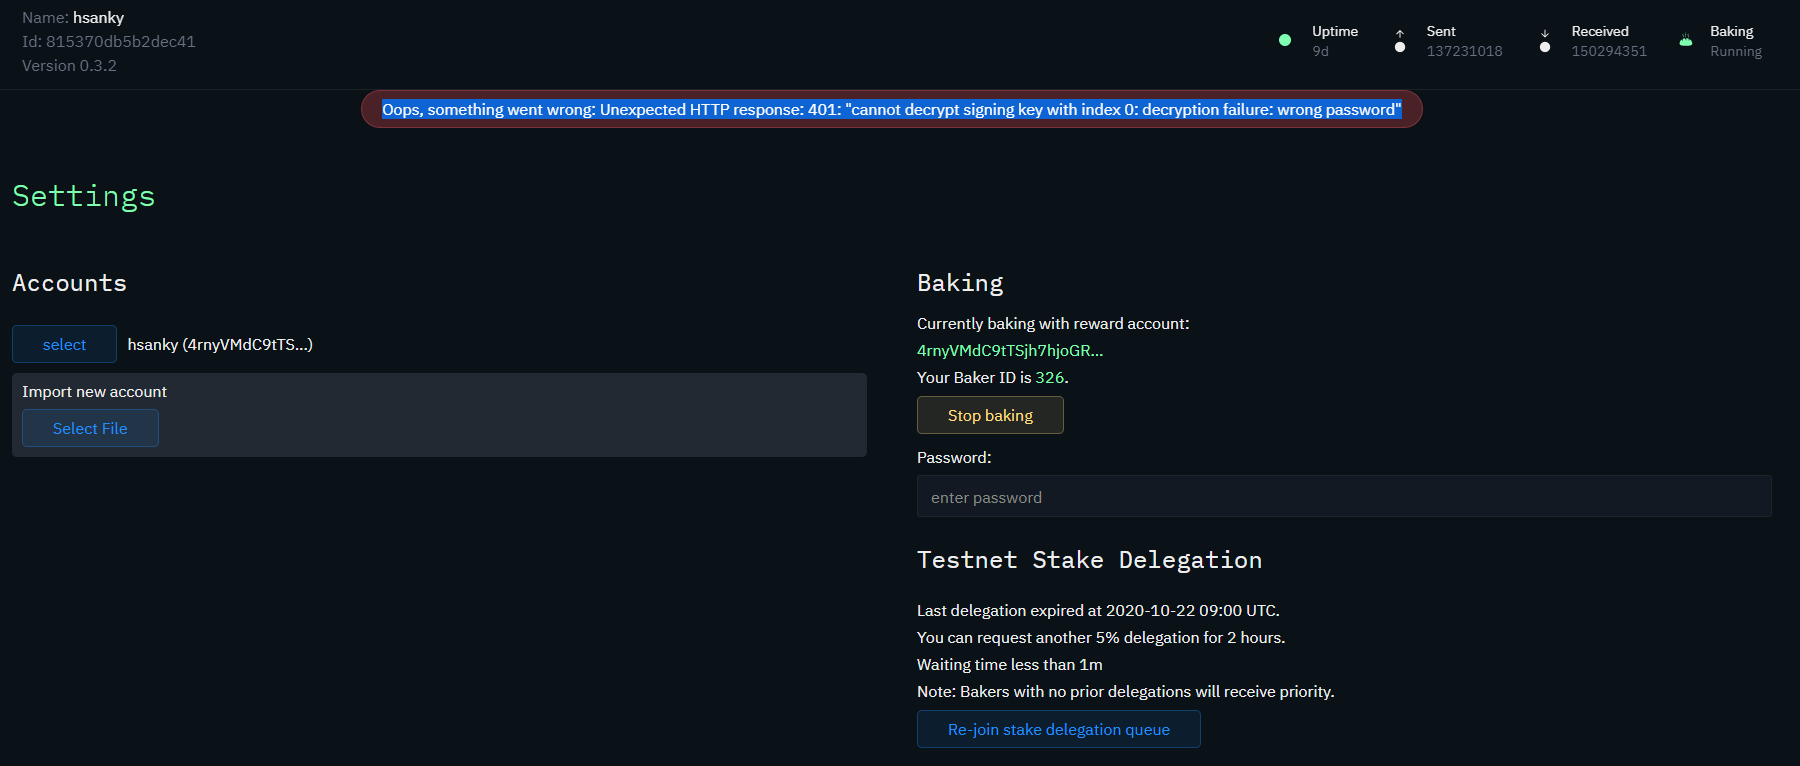 Name: hsanky
Id: 815370db5b2dec41
Version 0.3.2
Uptime
9d
Sent
137231018
Received
150294351
Baking
Running
Oops, something went wrong: Unexpected HTTP response: 401: "cannot decrypt signing key with index 0: decryption failure: wrong password"
Settings
Accounts
select hsanky (4rnyVMdC9tTS...)
Import new account
Select File
Baking
Currently baking with reward account:
4rnyVMdC9tTSjh7hjoGR...
Your Baker ID is 326.
Stop baking
Password:
enter password
Testnet Stake Delegation
Last delegation expired at 2020-10-22 09:00 UTC.
You can request another 5% delegation for 2 hours.
Waiting time less than 1m
Note: Bakers with no prior delegations will receive priority.
Re-join stake delegation queue